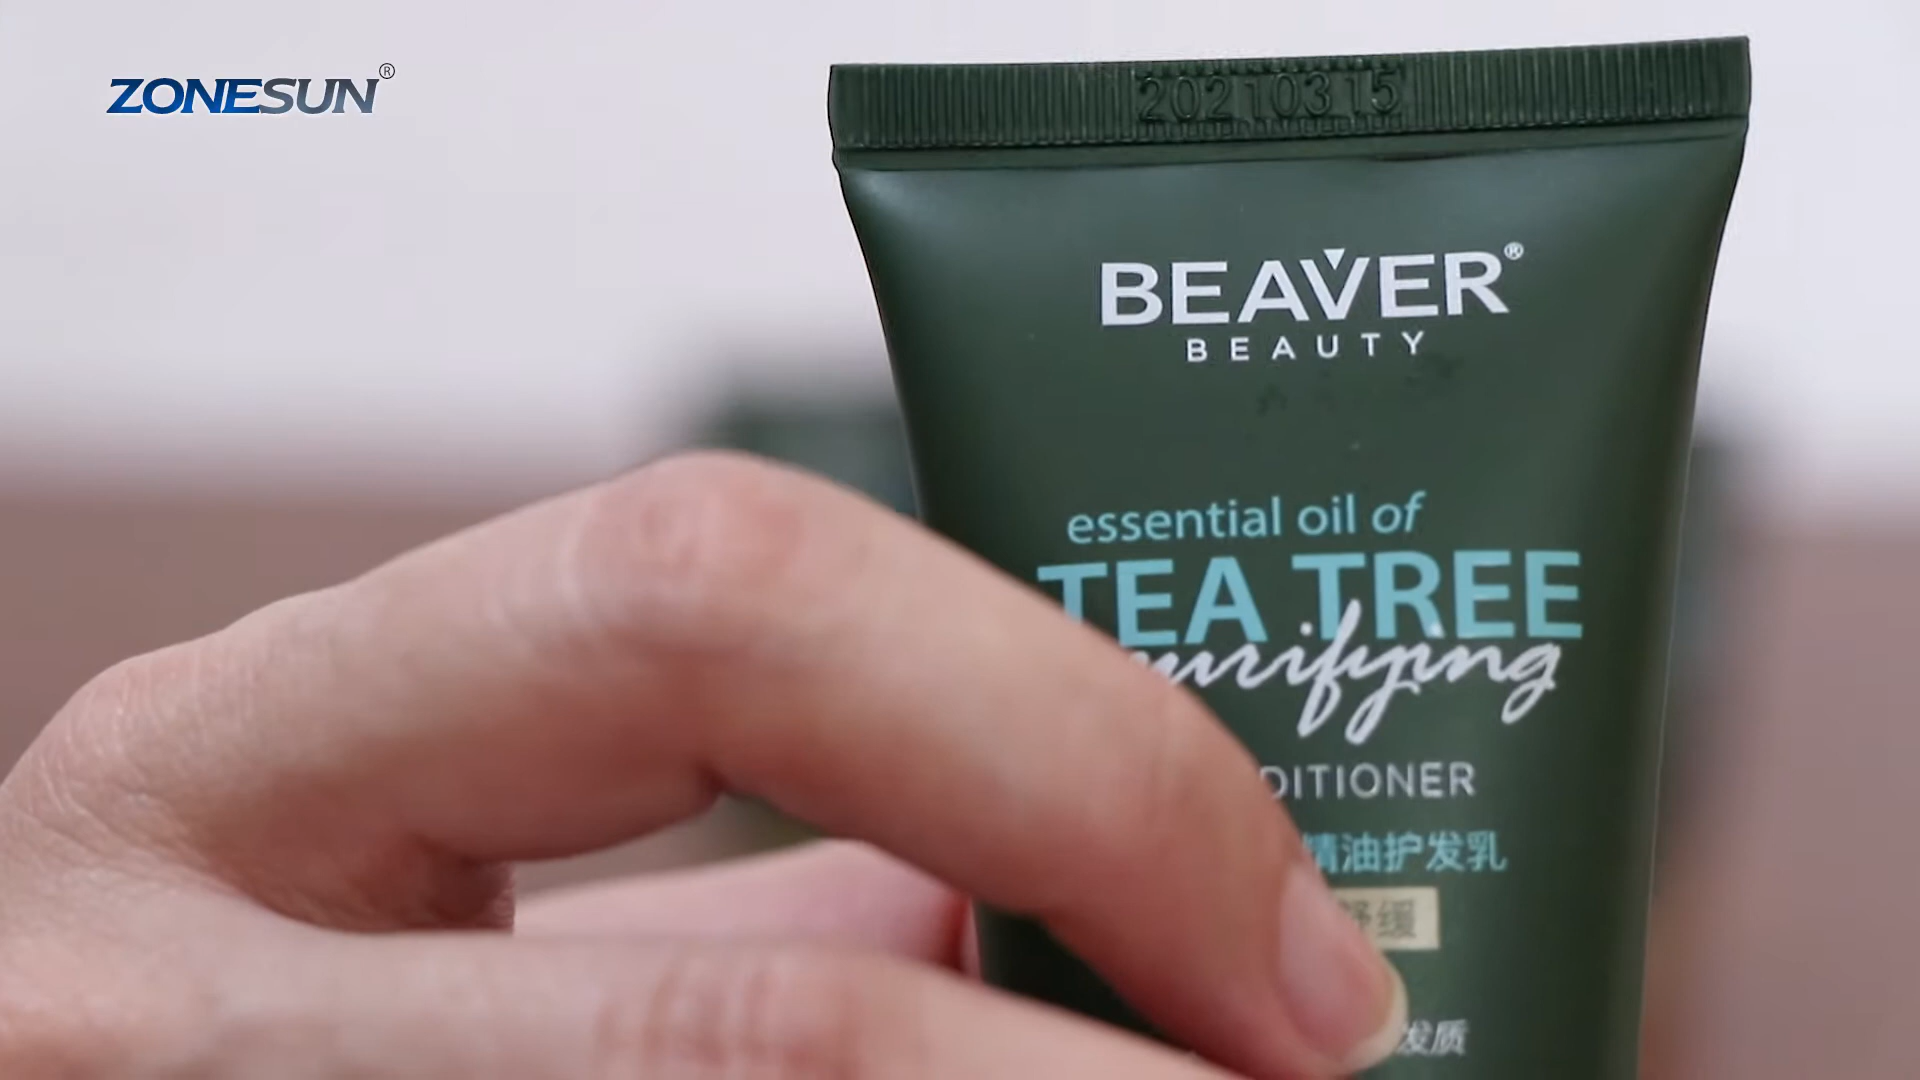 ZONESUN®
20210315
BEAVER®
BEAUTY
essential oil of
TEA TREE
purifying
DITIONER
精油护发乳
舒缓
发质